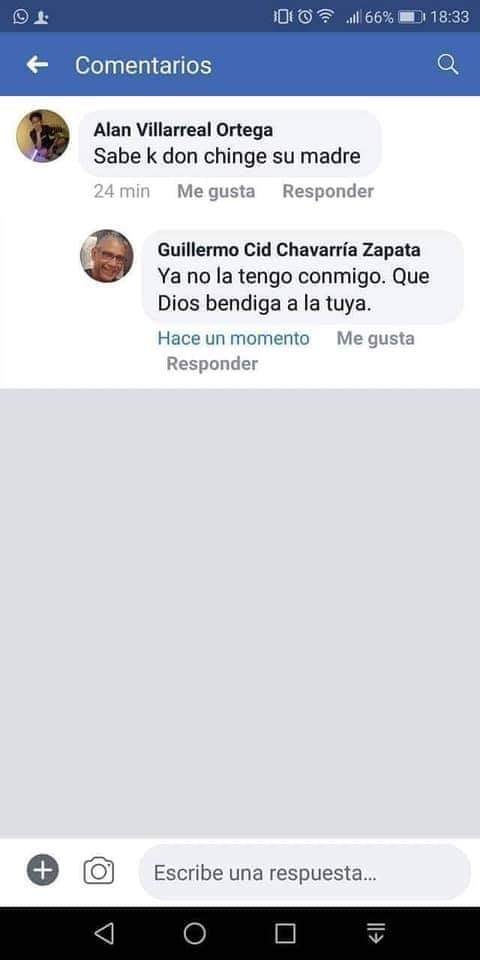 66% 18:33
Comentarios
Alan Villarreal Ortega
Sabe k don chinge su madre
24 min Me gusta Responder
Guillermo Cid Chavarría Zapata
Ya no la tengo conmigo. Que
Dios bendiga a la tuya.
Hace un momento Me gusta
Responder
Escribe una respuesta...